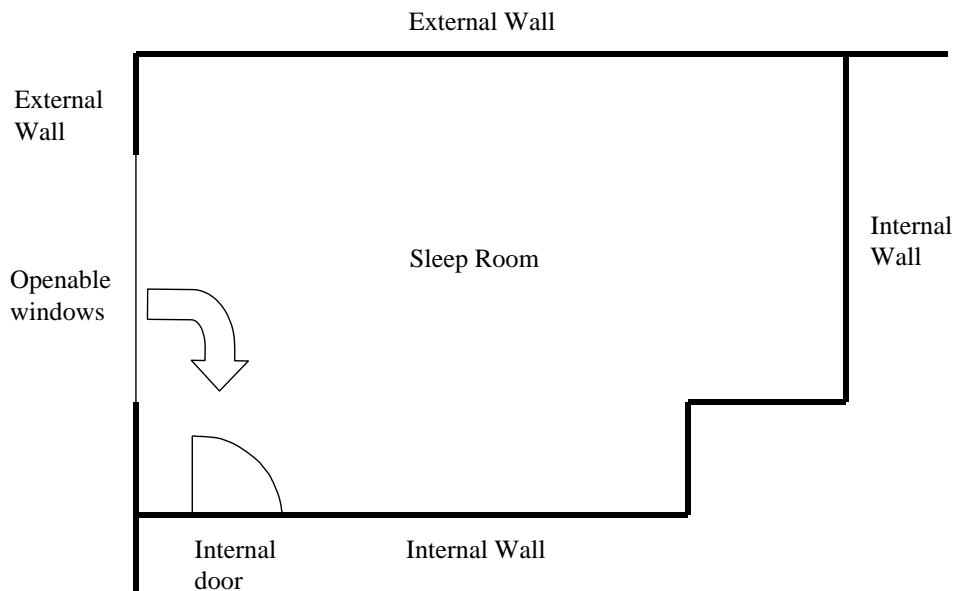 External Wall
External
Wall
Internal
Wall
Sleep Room
Openable
windows
Internal
door
Internal Wall